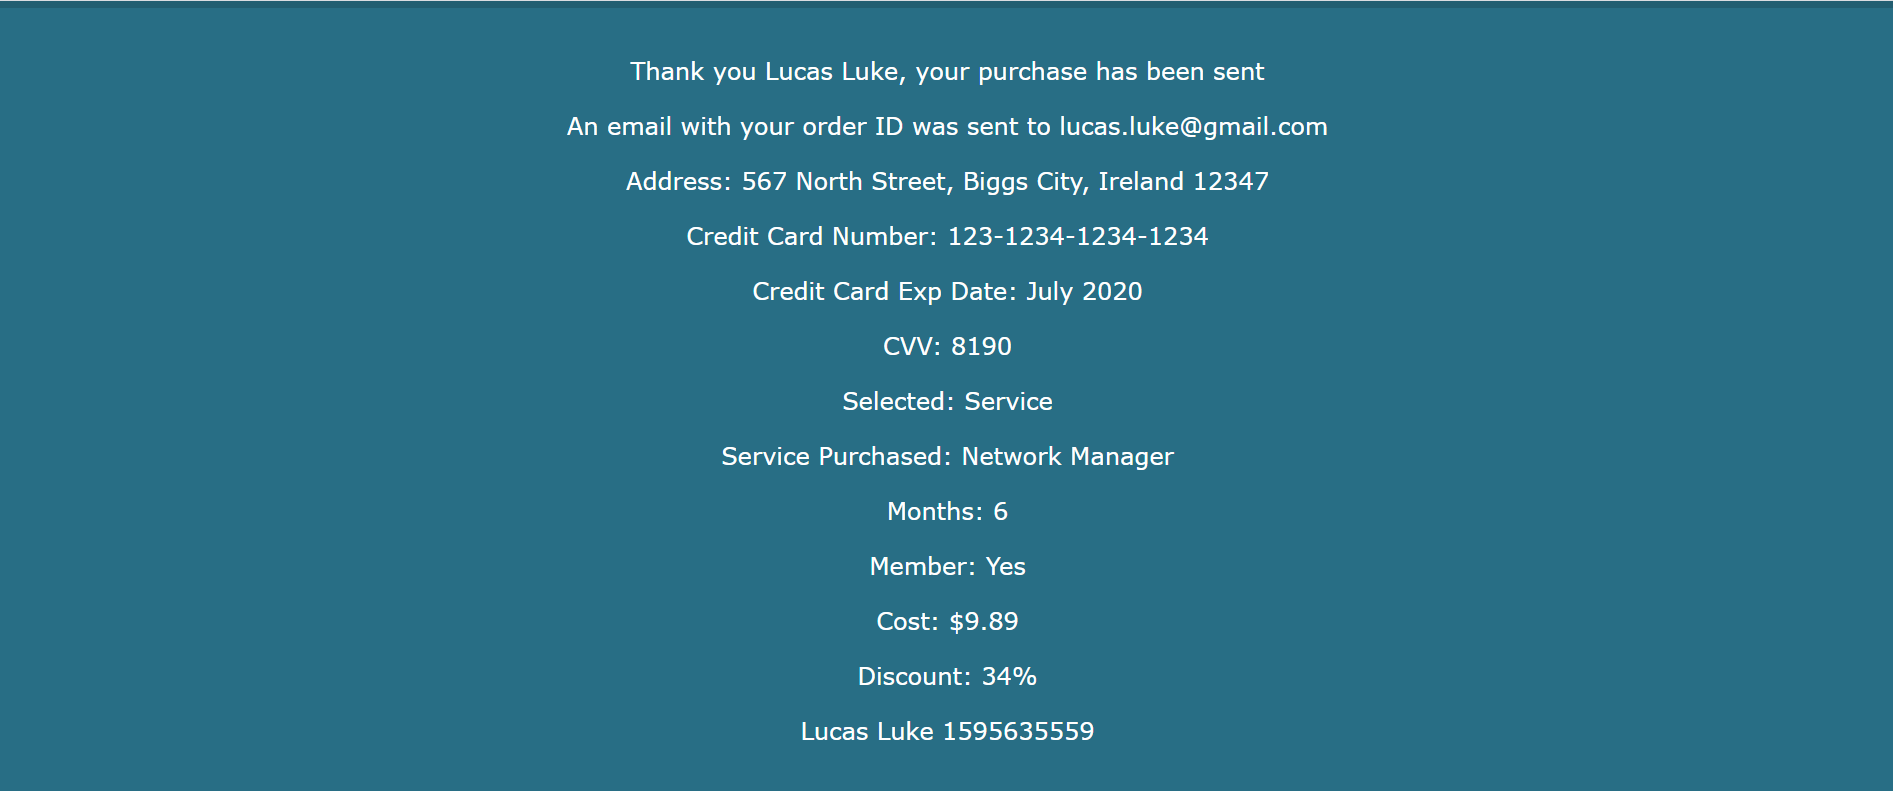 Thank you Lucas Luke, your purchase has been sent
An email with your order ID was sent to lucas.luke@gmail.com
Address: 567 North Street, Biggs City, Ireland 12347
Credit Card Number: 123-1234-1234-1234
Credit Card Exp Date: July 2020
CVV: 8190
Selected: Service
Service Purchased: Network Manager
Months: 6
Member: Yes
Cost: $9.89
Discount: 34%
Lucas Luke 1595635559